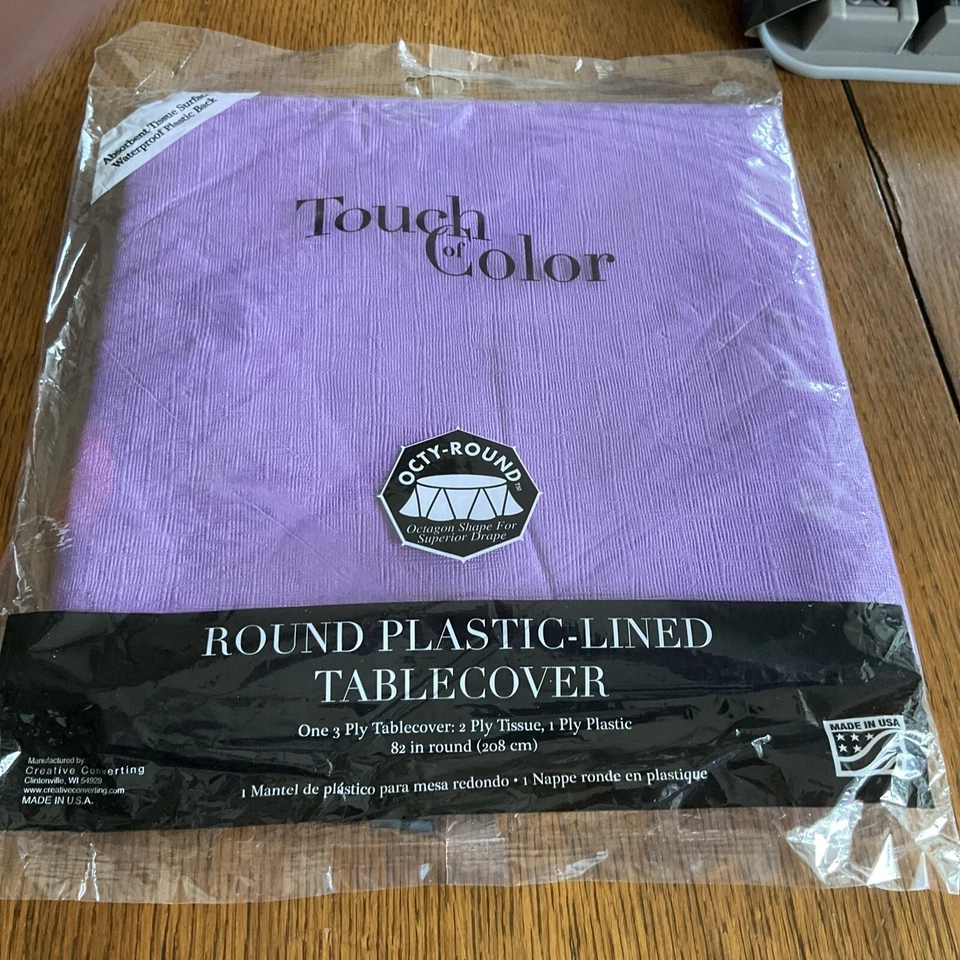 Absorbent Tissue Surface
Waterproof Plastic Back
Touch
of
Color
OCTY-ROUND™
Octagon Shape For
Superior Drape
ROUND PLASTIC-LINED
TABLECOVER
One 3 Ply Tablecover: 2 Ply Tissue, 1 Ply Plastic
82 in round (208 cm)
1 Mantel de plástico para mesa redondo • 1 Nappe ronde en plastique
Manufactured by:
Creative Converting
Clintonville, WI 54929
www.creativeconverting.com
MADE IN U.S.A.
MADE IN USA